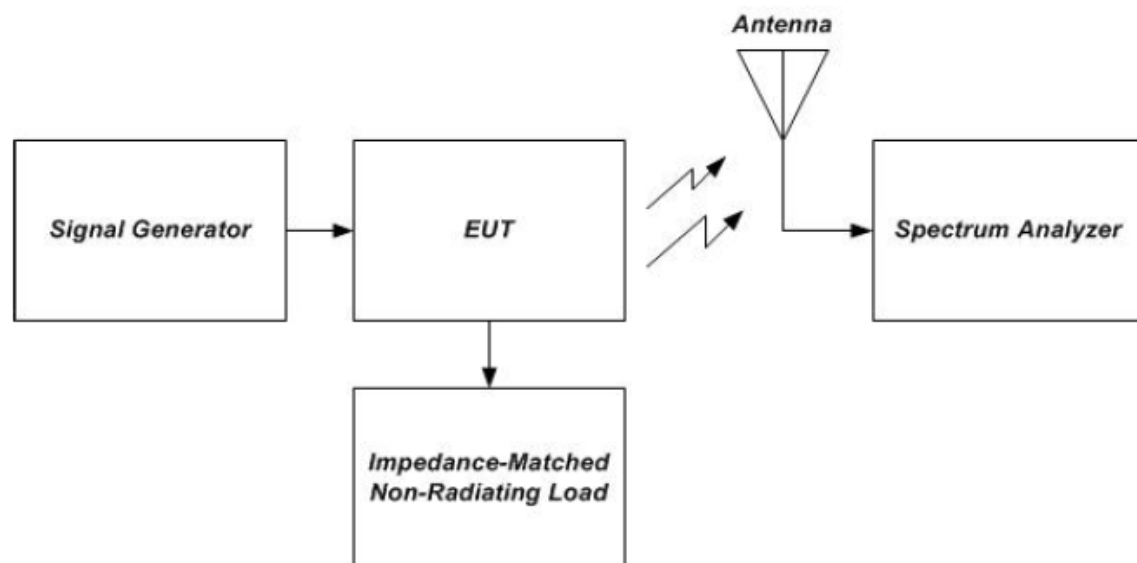 Antenna
Signal Generator
EUT
Spectrum Analyzer
Impedance-Matched
Non-Radiating Load